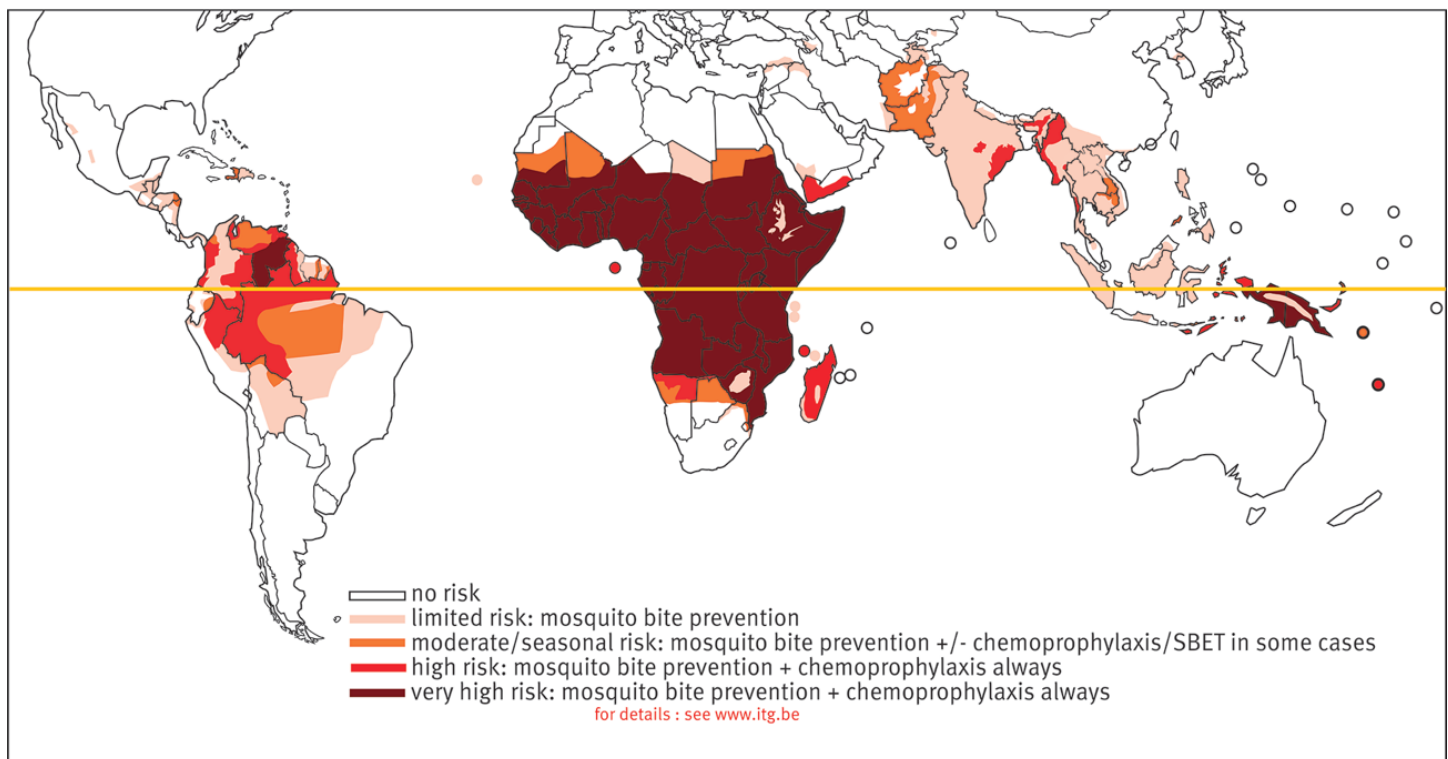 no risk
limited risk: mosquito bite prevention
moderate/seasonal risk: mosquito bite prevention +/- chemoprophylaxis/SBET in some cases
high risk: mosquito bite prevention + chemoprophylaxis always
very high risk: mosquito bite prevention + chemoprophylaxis always
for details : see www.itg.be